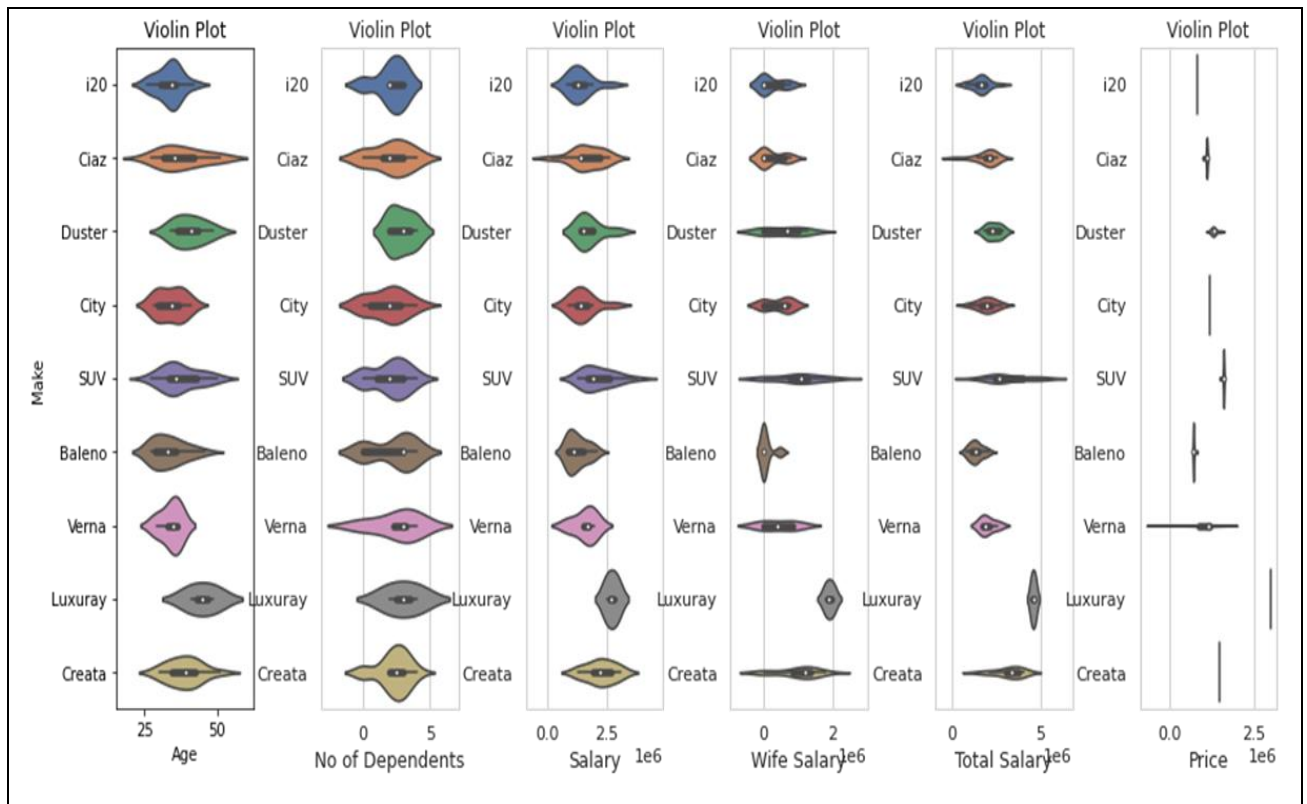 Violin Plot Violin Plot Violin Plot Violin Plot Violin Plot Violin Plot
i20 i20 i20 i20 i20 i20
Ciaz Ciaz Ciaz Ciaz Ciaz Ciaz
Duster Duster Duster Duster Duster Duster
City City City City City City
Make
SUV SUV SUV SUV SUV SUV
Baleno Baleno Baleno Baleno Baleno Baleno
Verna Verna Verna Verna Verna Verna
Luxuray Luxuray Luxuray Luxuray Luxuray Luxuray
Creata Creata Creata Creata Creata Creata
25 50 0 5 0.0 2.5 0 2 0 5 0.0 2.5
Age No of Dependents Salary 1e6 Wife Salary 1e6 Total Salary 1e6 Price 1e6